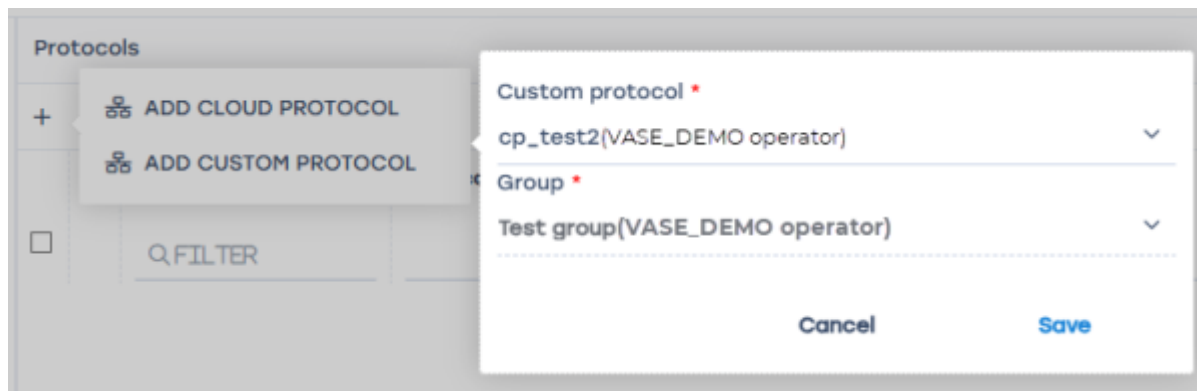 Protocols
+
ADD CLOUD PROTOCOL
ADD CUSTOM PROTOCOL
FILTER
Custom protocol *
cp_test2(VASE_DEMO operator)
Group *
Test group(VASE_DEMO operator)
Cancel
Save